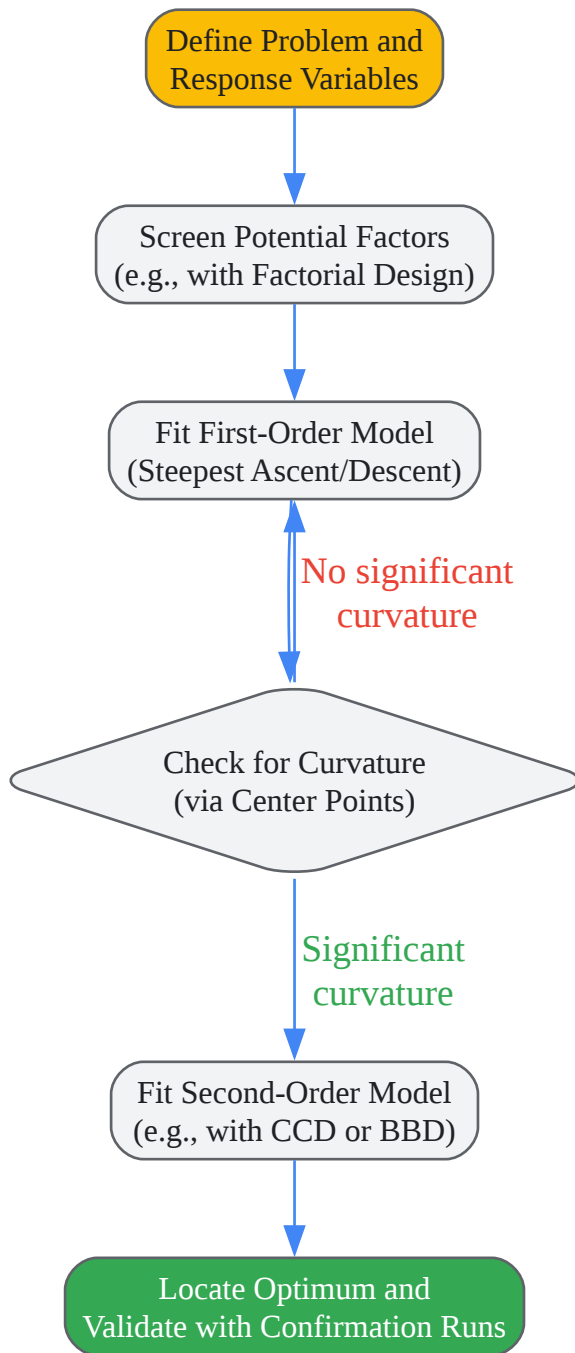 Define Problem and
Response Variables
Screen Potential Factors
(e.g., with Factorial Design)
Fit First-Order Model
(Steepest Ascent/Descent)
No significant
curvature
Check for Curvature
(via Center Points)
Significant
curvature
Fit Second-Order Model
(e.g., with CCD or BBD)
Locate Optimum and
Validate with Confirmation Runs